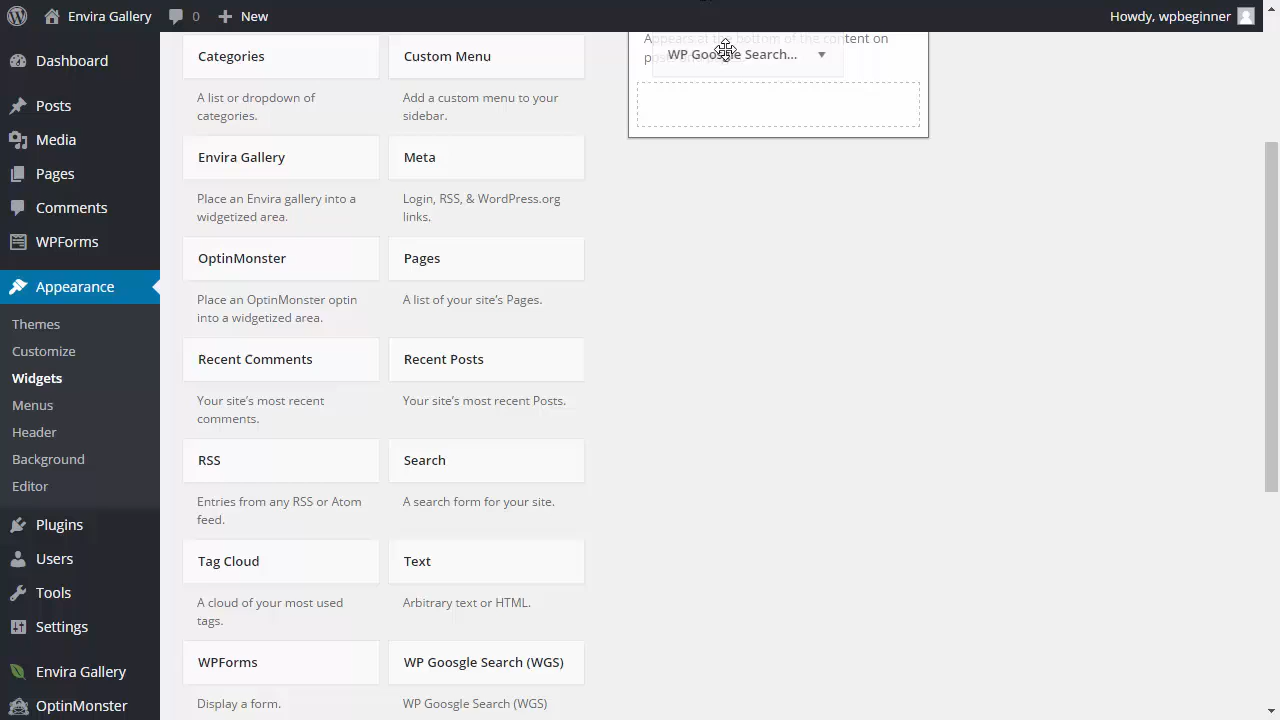 Envira Gallery
0
New
Howdy, wpbeginner
Dashboard
Posts
Media
Pages
Comments
WPForms
Appearance
Themes
Customize
Widgets
Menus
Header
Background
Editor
Plugins
Users
Tools
Settings
Envira Gallery
OptinMonster
Categories
A list or dropdown of
categories.
Custom Menu
Add a custom menu to your
sidebar.
Envira Gallery
Place an Envira gallery into a
widgetized area.
Meta
Login, RSS, & WordPress.org
links.
OptinMonster
Place an OptinMonster optin
into a widgetized area.
Pages
A list of your site's Pages.
Recent Comments
Your site's most recent
comments.
Recent Posts
Your site's most recent Posts.
RSS
Entries from any RSS or Atom
feed.
Search
A search form for your site.
Tag Cloud
A cloud of your most used
tags.
Text
Arbitrary text or HTML.
WPForms
Display a form.
WP Goosgle Search (WGS)
WP Goosgle Search (WGS)
Appears at the bottom of the content on
WP Goosgle Search...